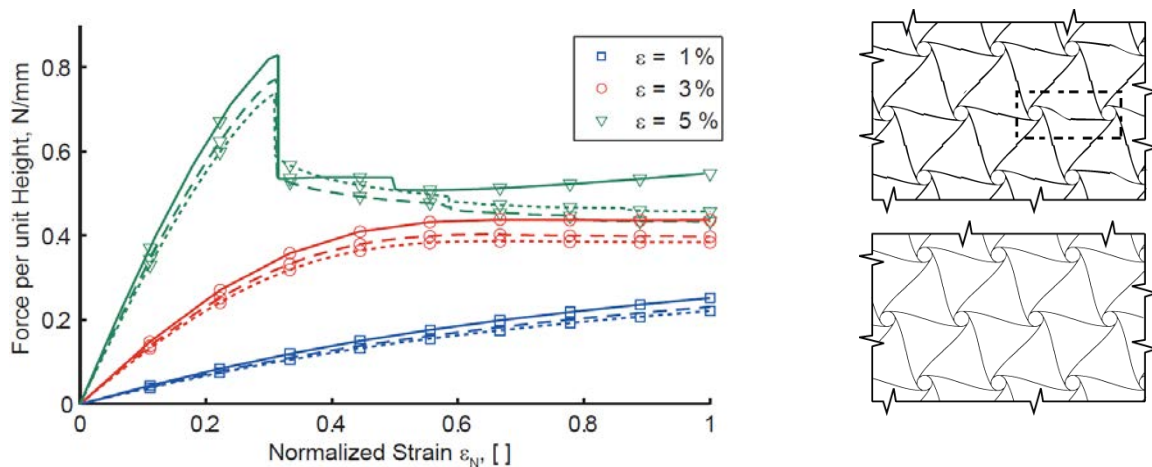 Force per unit Height, N/mm
0.8
0.6
0.4
0.2
0
0
0.2
0.4
0.6
0.8
1
Normalized Strain εN, [ ]
ε = 1 %
ε = 3 %
ε = 5 %